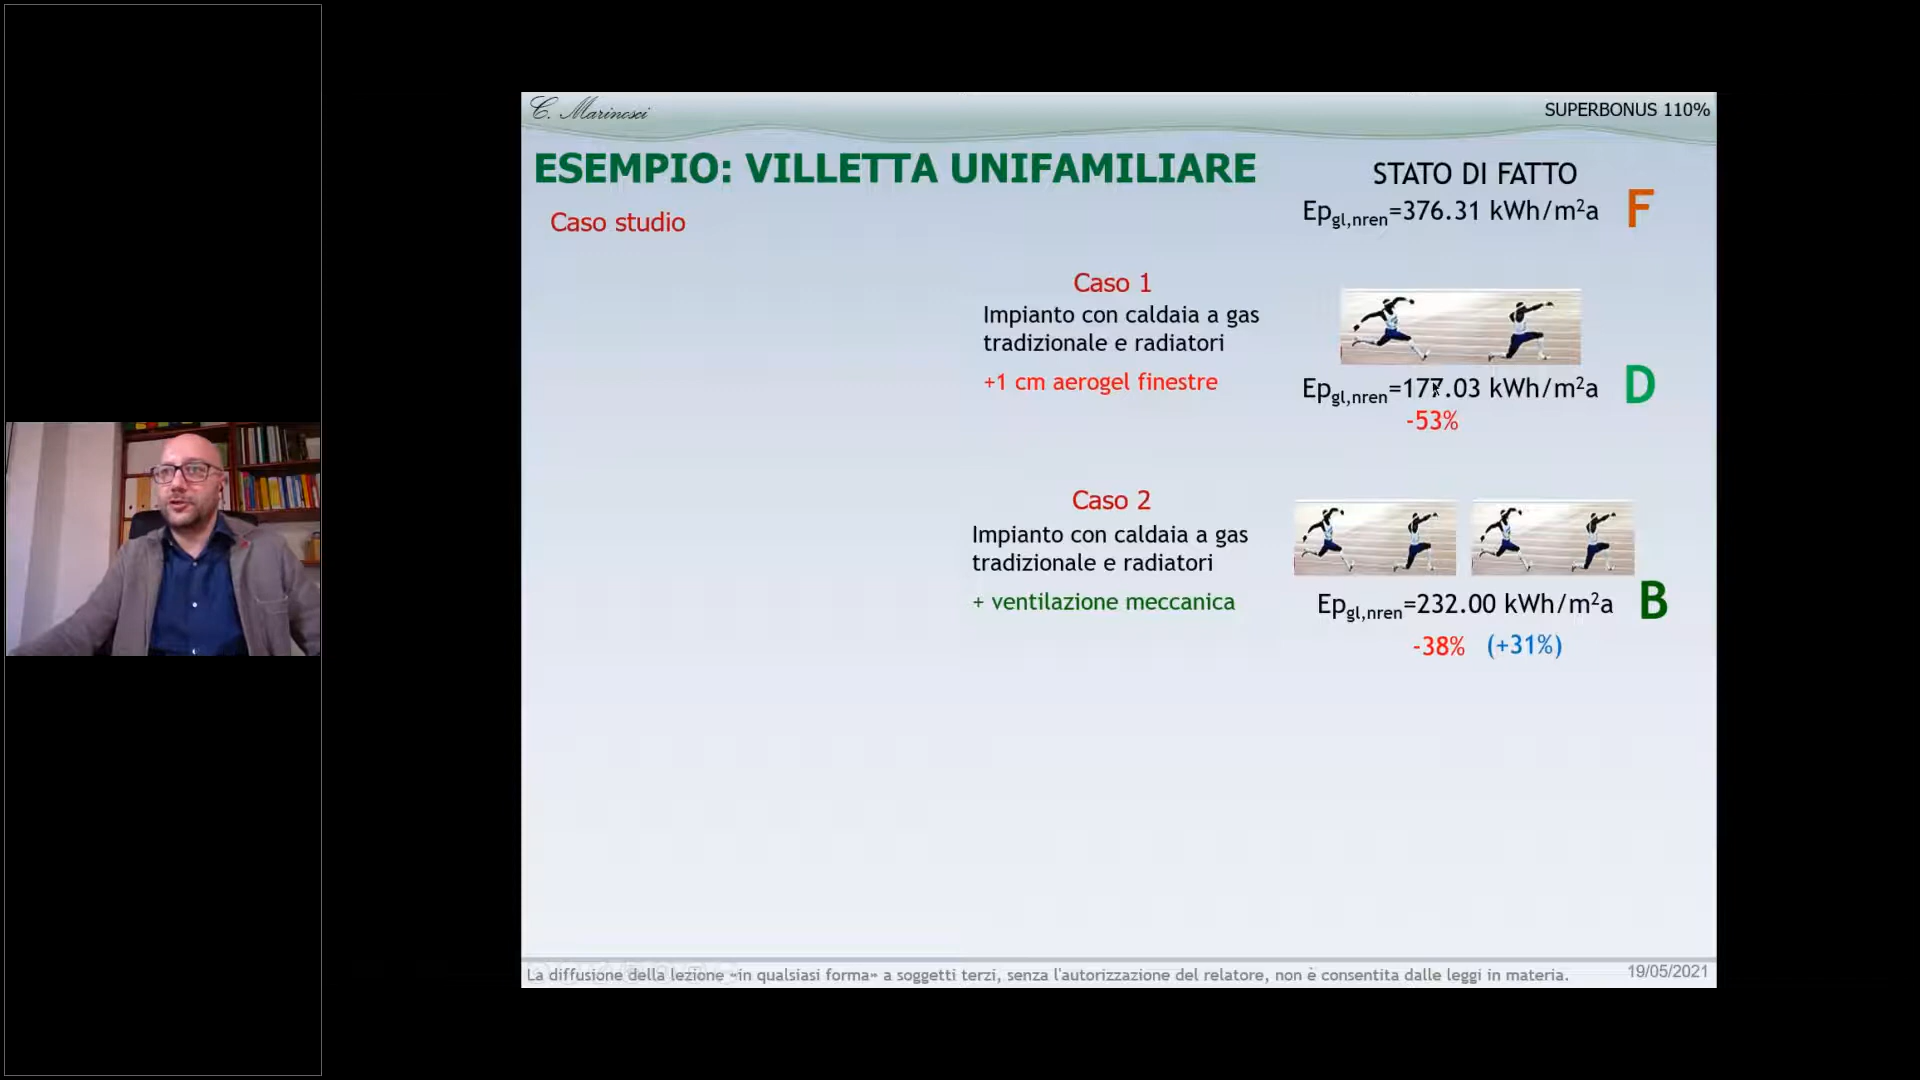 C. Marinosci
SUPERBONUS 110%
ESEMPIO: VILLETTA UNIFAMILIARE
Caso studio
STATO DI FATTO
Ep_gl,nren=376.31 kWh/m²a F
Caso 1
Impianto con caldaia a gas
tradizionale e radiatori
+1 cm aerogel finestre
Ep_gl,nren=177.03 kWh/m²a D
-53%
Caso 2
Impianto con caldaia a gas
tradizionale e radiatori
+ ventilazione meccanica
Ep_gl,nren=232.00 kWh/m²a B
-38% (+31%)
La diffusione della lezione «in qualsiasi forma» a soggetti terzi, senza l'autorizzazione del relatore, non è consentita dalle leggi in materia.
19/05/2021